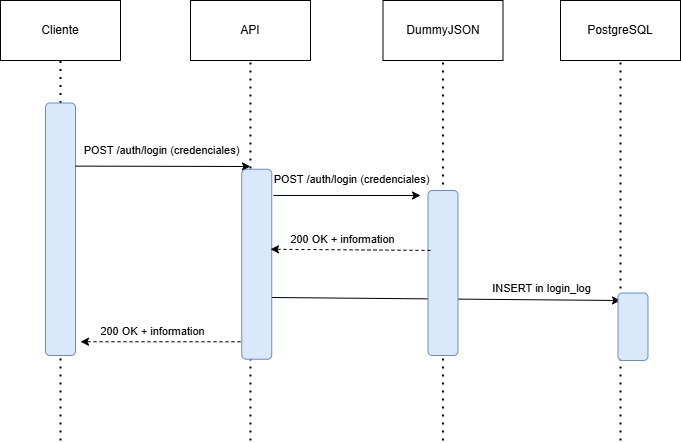 Cliente
API
DummyJSON
PostgreSQL
POST /auth/login (credenciales)
POST /auth/login (credenciales)
200 OK + information
INSERT in login_log
200 OK + information